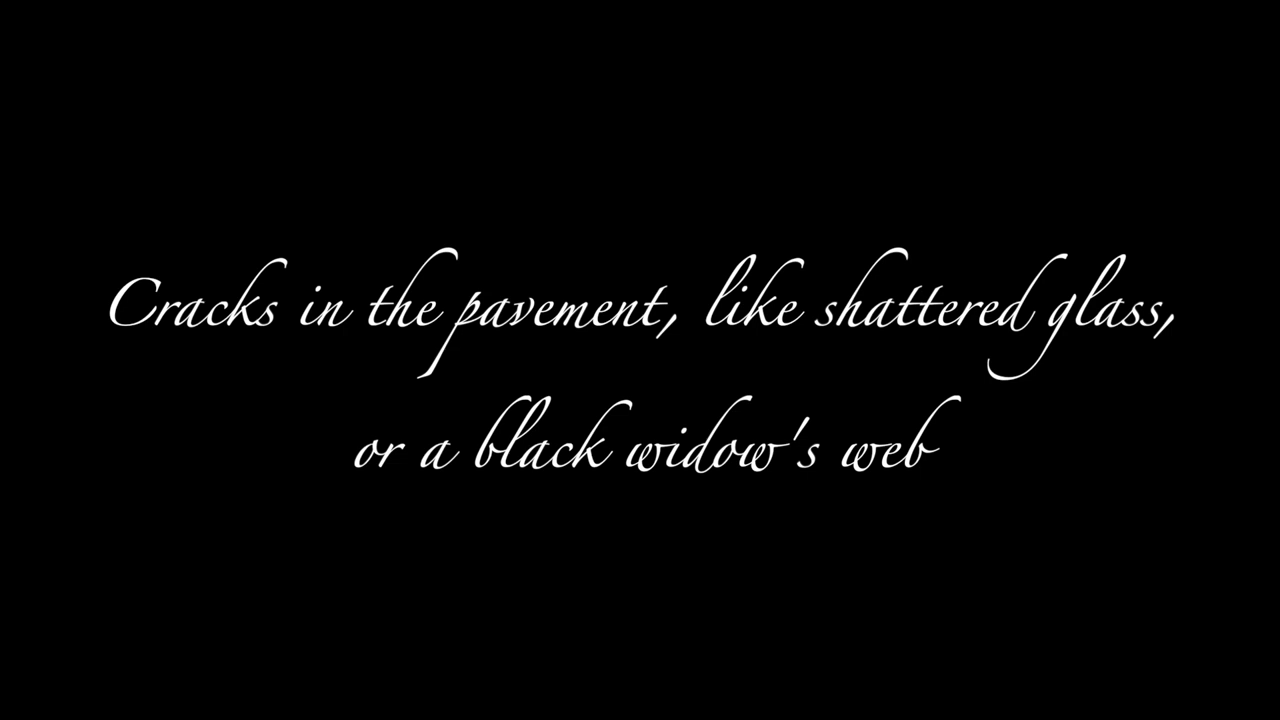 Cracks in the pavement, like shattered glass,
or a black widow's web